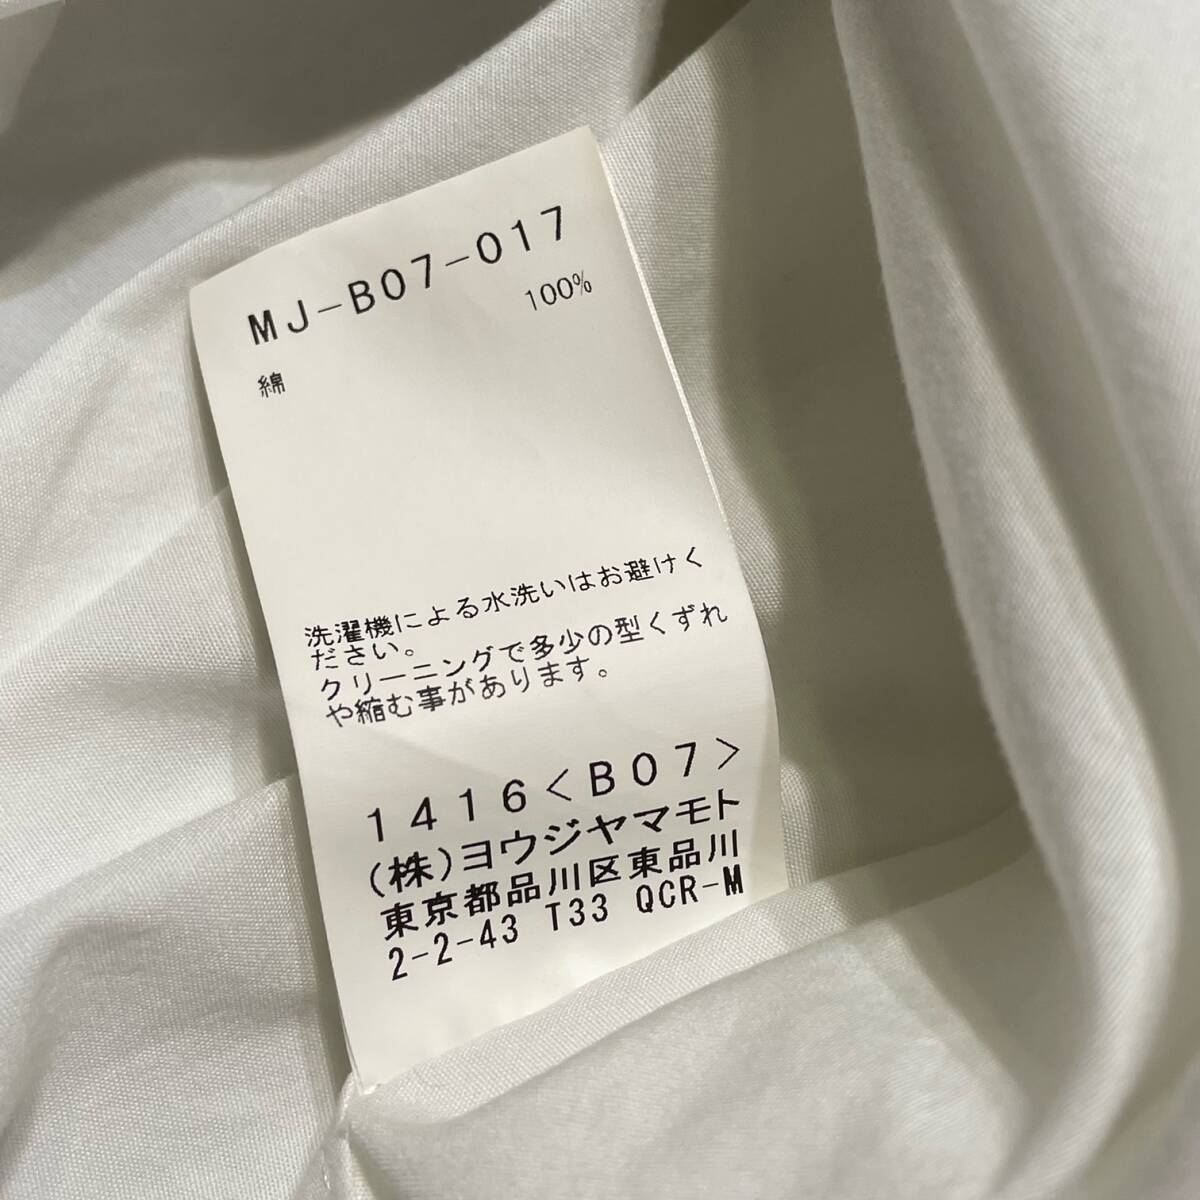 MJ-B07-017
100%
綿
洗濯機による水洗いはお避けく
ださい。
クリーニングで多少の型くずれ
や縮む事があります。
1416<B07>
(株)ヨウジヤマモト
東京都品川区東品川
2-2-43 T33 QCR-M